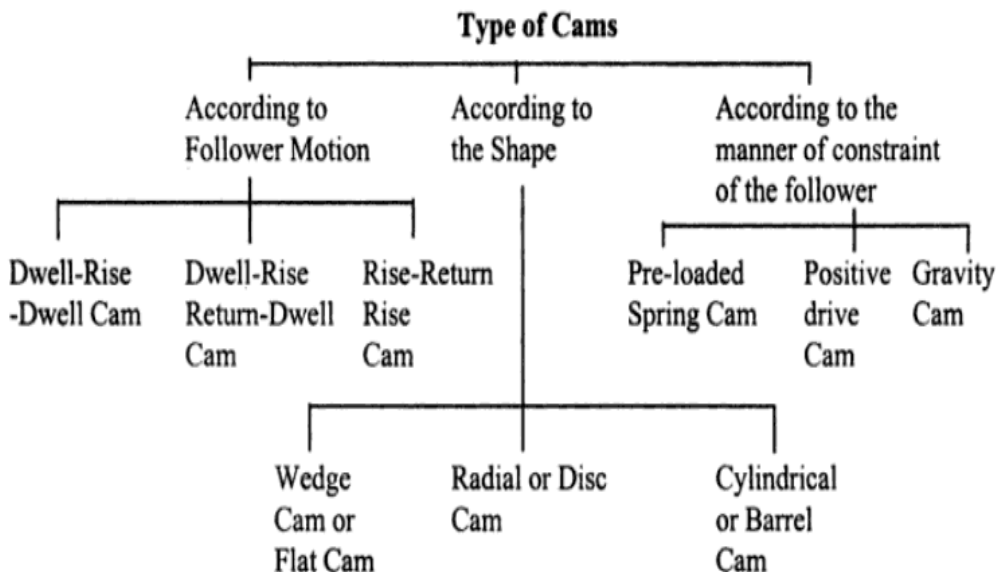 Type of Cams
According to
Follower Motion
According to
the Shape
According to the
manner of constraint
of the follower
Dwell-Rise
-Dwell Cam
Dwell-Rise
Return-Dwell
Cam
Rise-Return
Rise
Cam
Pre-loaded
Spring Cam
Positive
drive
Cam
Gravity
Cam
Wedge
Cam or
Flat Cam
Radial or Disc
Cam
Cylindrical
or Barrel
Cam